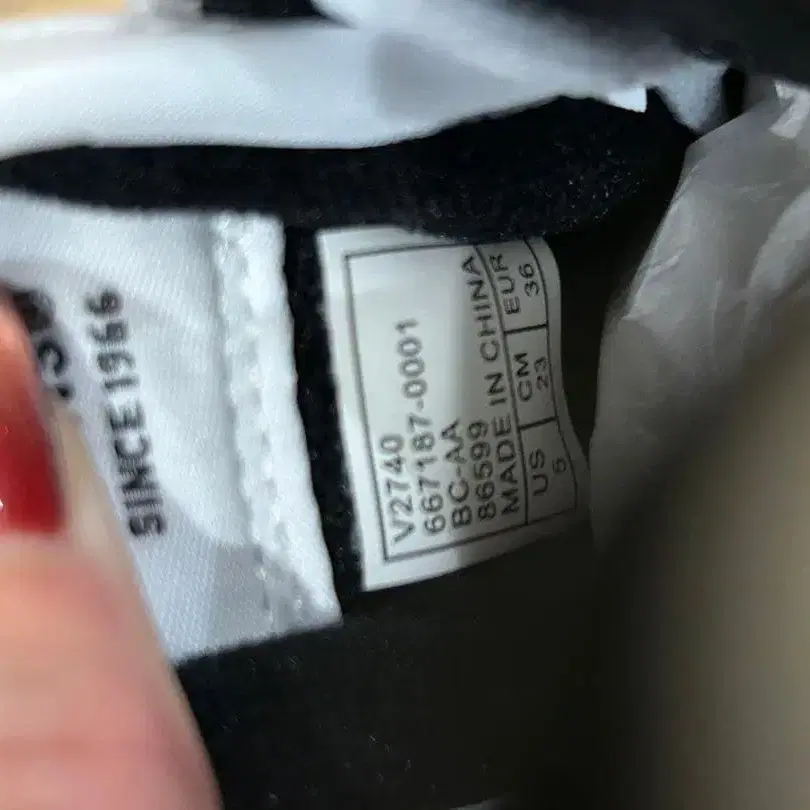 SINCE 1966
V2740
667187-0001
BC-AA
86599
MADE IN CHINA
US CM EUR
5 23 36